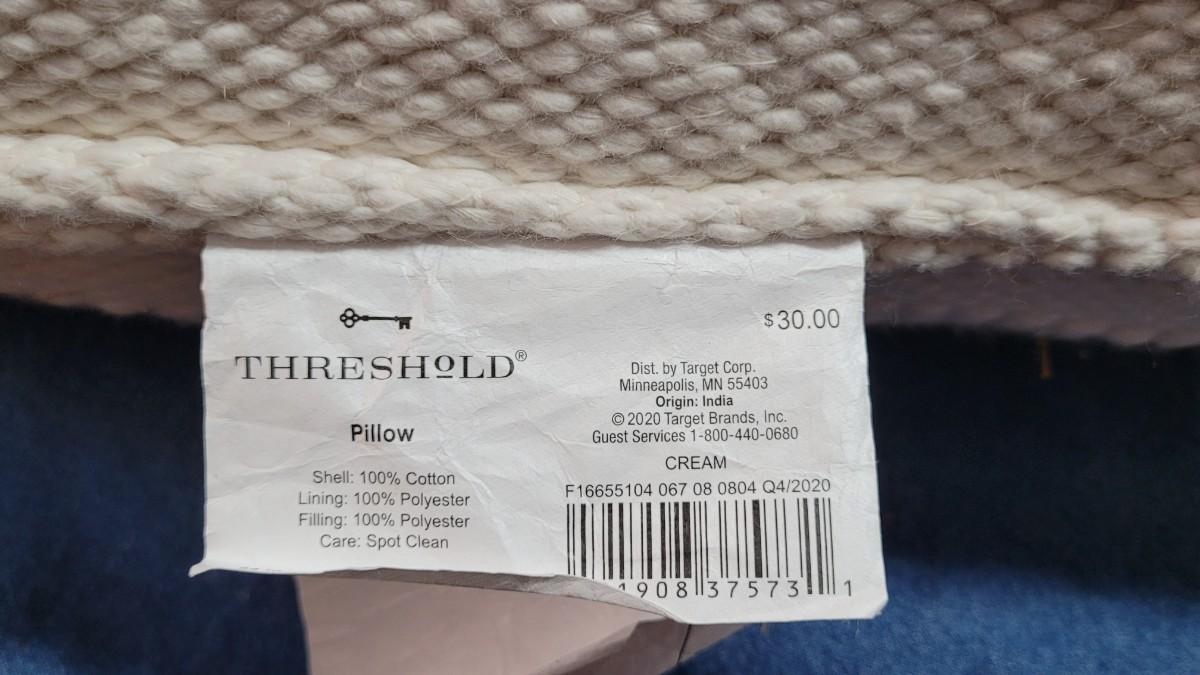 THRESHOLD®
Pillow
Shell: 100% Cotton
Lining: 100% Polyester
Filling: 100% Polyester
Care: Spot Clean
$30.00
Dist. by Target Corp.
Minneapolis, MN 55403
Origin: India
© 2020 Target Brands, Inc.
Guest Services 1-800-440-0680
CREAM
F16655104 067 08 0804 Q4/2020
1908 37573 1